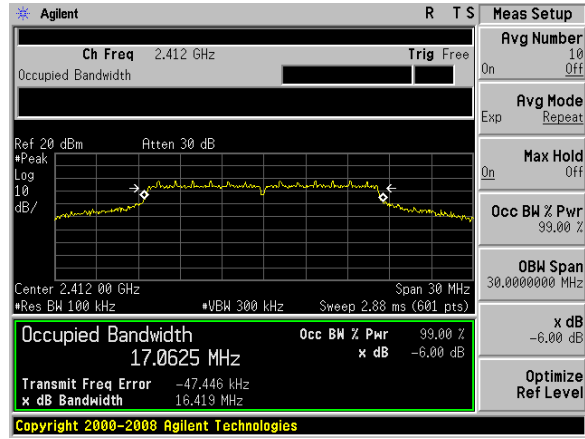 Agilent R T S Meas Setup
Ch Freq 2.412 GHz Trig Free
Occupied Bandwidth
Avg Number
10
On Off
Avg Mode
Exp Repeat
Max Hold
On Off
Occ BW % Pwr
99.00 %
OBW Span
30.0000000 MHz
x dB
-6.00 dB
Optimize
Ref Level
Ref 20 dBm Atten 30 dB
#Peak
Log
10
dB/
Center 2.412 00 GHz Span 30 MHz
#Res BW 100 kHz #VBW 300 kHz Sweep 2.88 ms (601 pts)
Occupied Bandwidth Occ BW % Pwr 99.00 %
17.0625 MHz x dB -6.00 dB
Transmit Freq Error -47.446 kHz
x dB Bandwidth 16.419 MHz
Copyright 2000-2008 Agilent Technologies